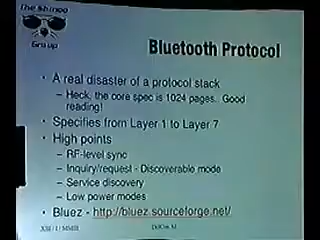 The Shmoo
Group
Bluetooth Protocol
• A real disaster of a protocol stack
– Heck, the core spec is 1024 pages. Good
reading!
• Specifies from Layer 1 to Layer 7
• High points
– RF-level sync
– Inquiry/request - Discoverable mode
– Service discovery
– Low power modes
• Bluez - http://bluez.sourceforge.net/